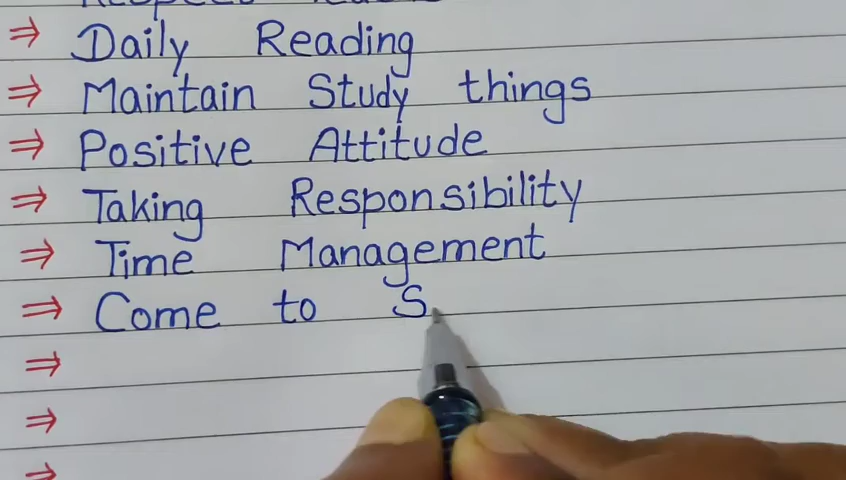 ⇒ Daily Reading
⇒ Maintain Study things
⇒ Positive Attitude
⇒ Taking Responsibility
⇒ Time Management
⇒ Come to S
⇒
⇒
⇒